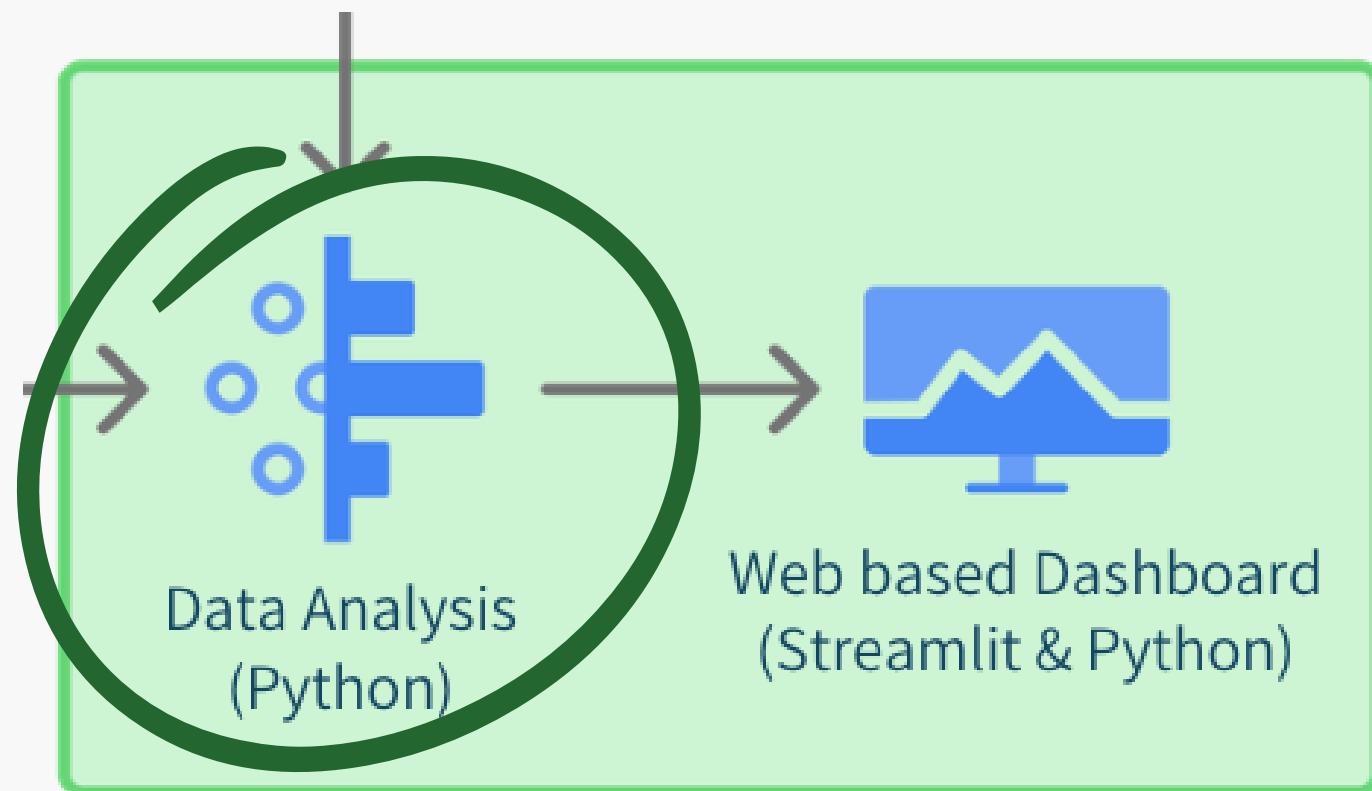 Data Analysis
(Python)
Web based Dashboard
(Streamlit & Python)